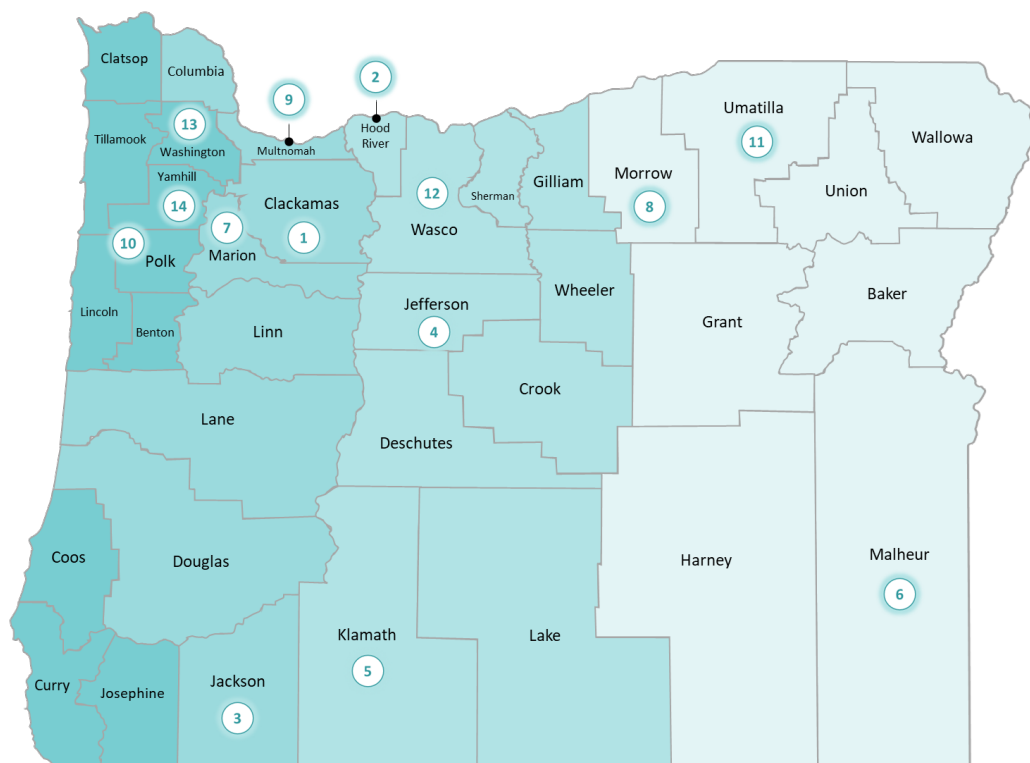 Clatsop
Columbia
2
9
13
Tillamook
Washington
Multnomah
Hood
River
Umatilla
11
Wallowa
Yamhill
14
Clackamas
1
7
Marion
12
Wasco
Sherman
Gilliam
Morrow
8
Union
10
Polk
Lincoln
Benton
Linn
Jefferson
4
Wheeler
Grant
Baker
Lane
Crook
Deschutes
Coos
Douglas
Harney
Malheur
6
Klamath
5
Lake
Curry
Josephine
Jackson
3